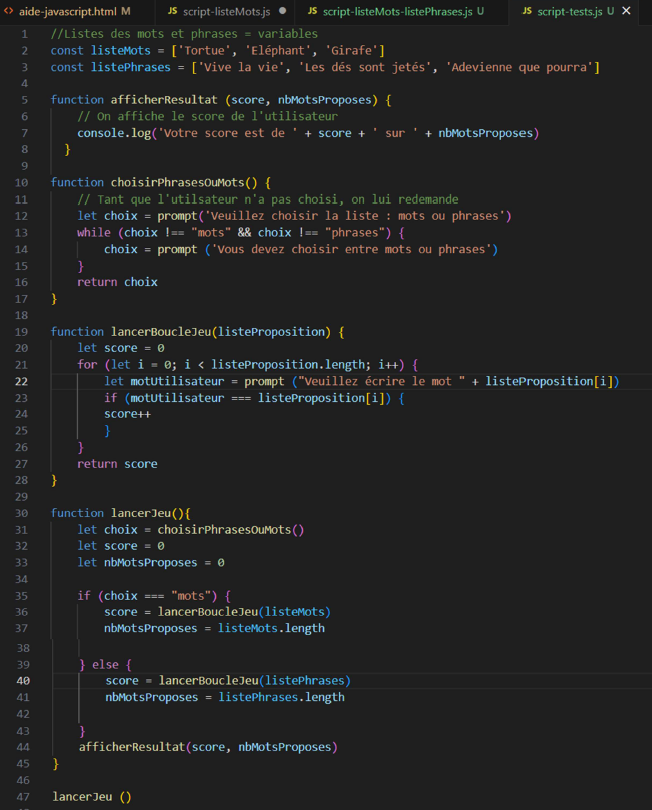 <> aide-javascript.html M JS script-listeMots.js ● JS script-listeMots-listePhrases.js U JS script-tests.js U ×
1 //Listes des mots et phrases = variables
2 const listeMots = ['Tortue', 'Eléphant', 'Girafe']
3 const listePhrases = ['Vive la vie', 'Les dés sont jetés', 'Adevienne que pourra']
4
5 function afficherResultat (score, nbMotsProposes) {
6 // On affiche le score de l'utilisateur
7 console.log('Votre score est de ' + score + ' sur ' + nbMotsProposes)
8 }
9
10 function choisirPhrasesOuMots() {
11 // Tant que l'utilsateur n'a pas choisi, on lui redemande
12 let choix = prompt('Veuillez choisir la liste : mots ou phrases')
13 while (choix !== "mots" && choix !== "phrases") {
14 choix = prompt ('Vous devez choisir entre mots ou phrases')
15 }
16 return choix
17 }
18
19 function lancerBoucleJeu(listeProposition) {
20 let score = 0
21 for (let i = 0; i < listeProposition.length; i++) {
22 let motUtilisateur = prompt ("Veuillez écrire le mot " + listeProposition[i])
23 if (motUtilisateur === listeProposition[i]) {
24 score++
25 }
26 }
27 return score
28 }
29
30 function lancerJeu(){
31 let choix = choisirPhrasesOuMots()
32 let score = 0
33 let nbMotsProposes = 0
34
35 if (choix === "mots") {
36 score = lancerBoucleJeu(listeMots)
37 nbMotsProposes = listeMots.length
38
39 } else {
40 score = lancerBoucleJeu(listePhrases)
41 nbMotsProposes = listePhrases.length
42
43 }
44 afficherResultat(score, nbMotsProposes)
45 }
46
47 lancerJeu ()